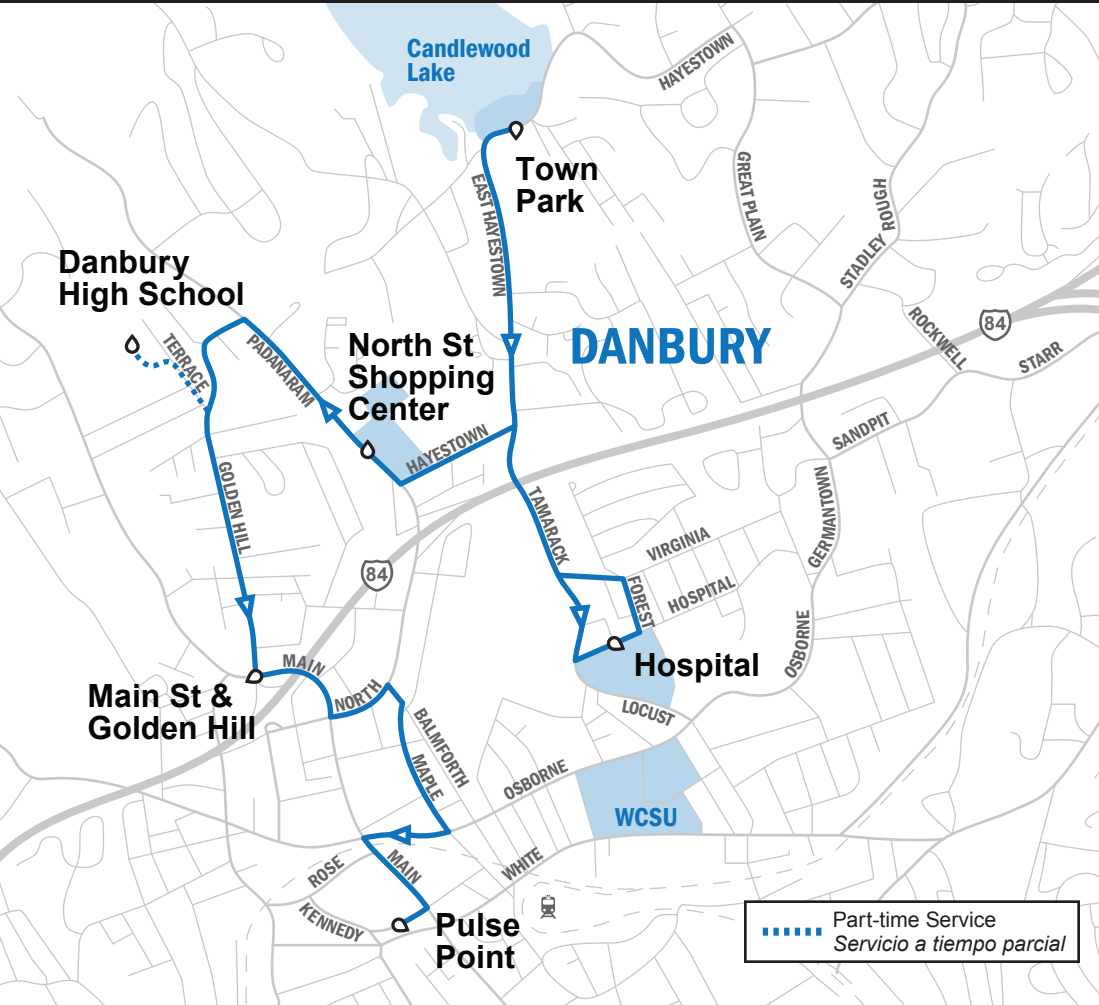 Candlewood
Lake
HAYESTOWN
Town
Park
EAST HAYESTOWN
GREAT PLAIN
STADLEY ROUGH
Danbury
High School
TERRACE
PADANARAM
North St
Shopping
Center
DANBURY
ROCKWELL
84
STARR
HAYESTOWN
SANDPIT
GOLDEN HILL
TAMARACK
GERMANTOWN
VIRGINIA
84
FOREST
HOSPITAL
OSBORNE
Hospital
MAIN
Main St &
Golden Hill
NORTH
LOCUST
BALMFORTH
MAPLE
OSBORNE
WCSU
ROSE
MAIN
WHITE
KENNEDY
Pulse
Point
Part-time Service
Servicio a tiempo parcial